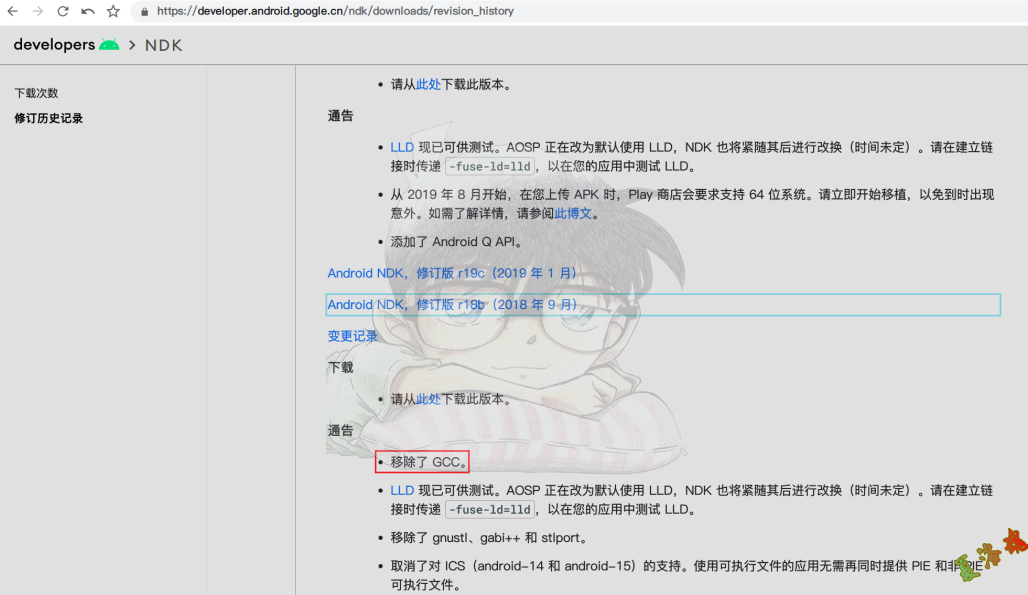 https://developer.android.google.cn/ndk/downloads/revision_history
developers > NDK
下载次数
修订历史记录
• 请从此处下载此版本。
通告
• LLD 现已可供测试。AOSP 正在改为默认使用 LLD，NDK 也将紧随其后进行改换（时间未定）。请在建立链
接时传递 -fuse-ld=lld，以在您的应用中测试 LLD。
• 从 2019 年 8 月开始，在您上传 APK 时，Play 商店会要求支持 64 位系统。请立即开始移植，以免到时出现
意外。如需了解详情，请参阅此博文。
• 添加了 Android Q API。
Android NDK，修订版 r19c（2019 年 1 月）
Android NDK，修订版 r18b（2018 年 9 月）
变更记录
下载
• 请从此处下载此版本。
通告
• 移除了 GCC。
• LLD 现已可供测试。AOSP 正在改为默认使用 LLD，NDK 也将紧随其后进行改换（时间未定）。请在建立链
接时传递 -fuse-ld=lld，以在您的应用中测试 LLD。
• 移除了 gnustl、gabi++ 和 stlport。
• 取消了对 ICS（android-14 和 android-15）的支持。使用可执行文件的应用无需再同时提供 PIE 和非 PIE
可执行文件。